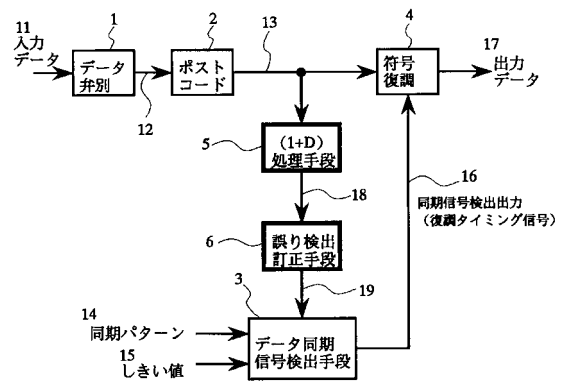 11
入力
データ
1
データ
弁別
12
2
ポスト
コード
13
4
符号
復調
17
出力
データ
5
（1+D）
処理手段
18
16
同期信号検出出力
（復調タイミング信号）
6
誤り検出
訂正手段
19
3
14
同期パターン
15
しきい値
データ同期
信号検出手段